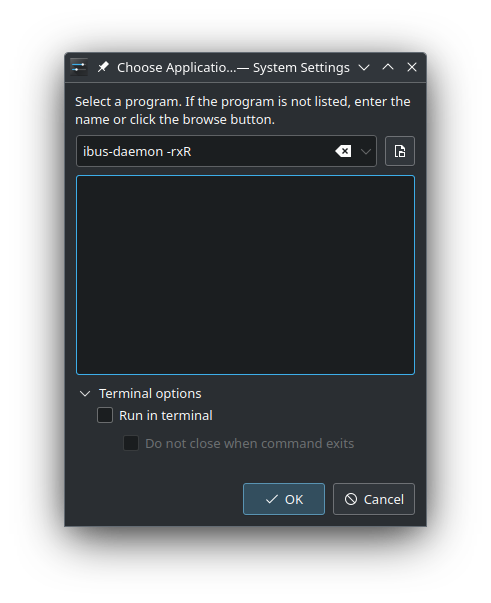 Choose Applicatio...— System Settings
Select a program. If the program is not listed, enter the
name or click the browse button.
ibus-daemon -rxR
Terminal options
Run in terminal
Do not close when command exits
OK
Cancel